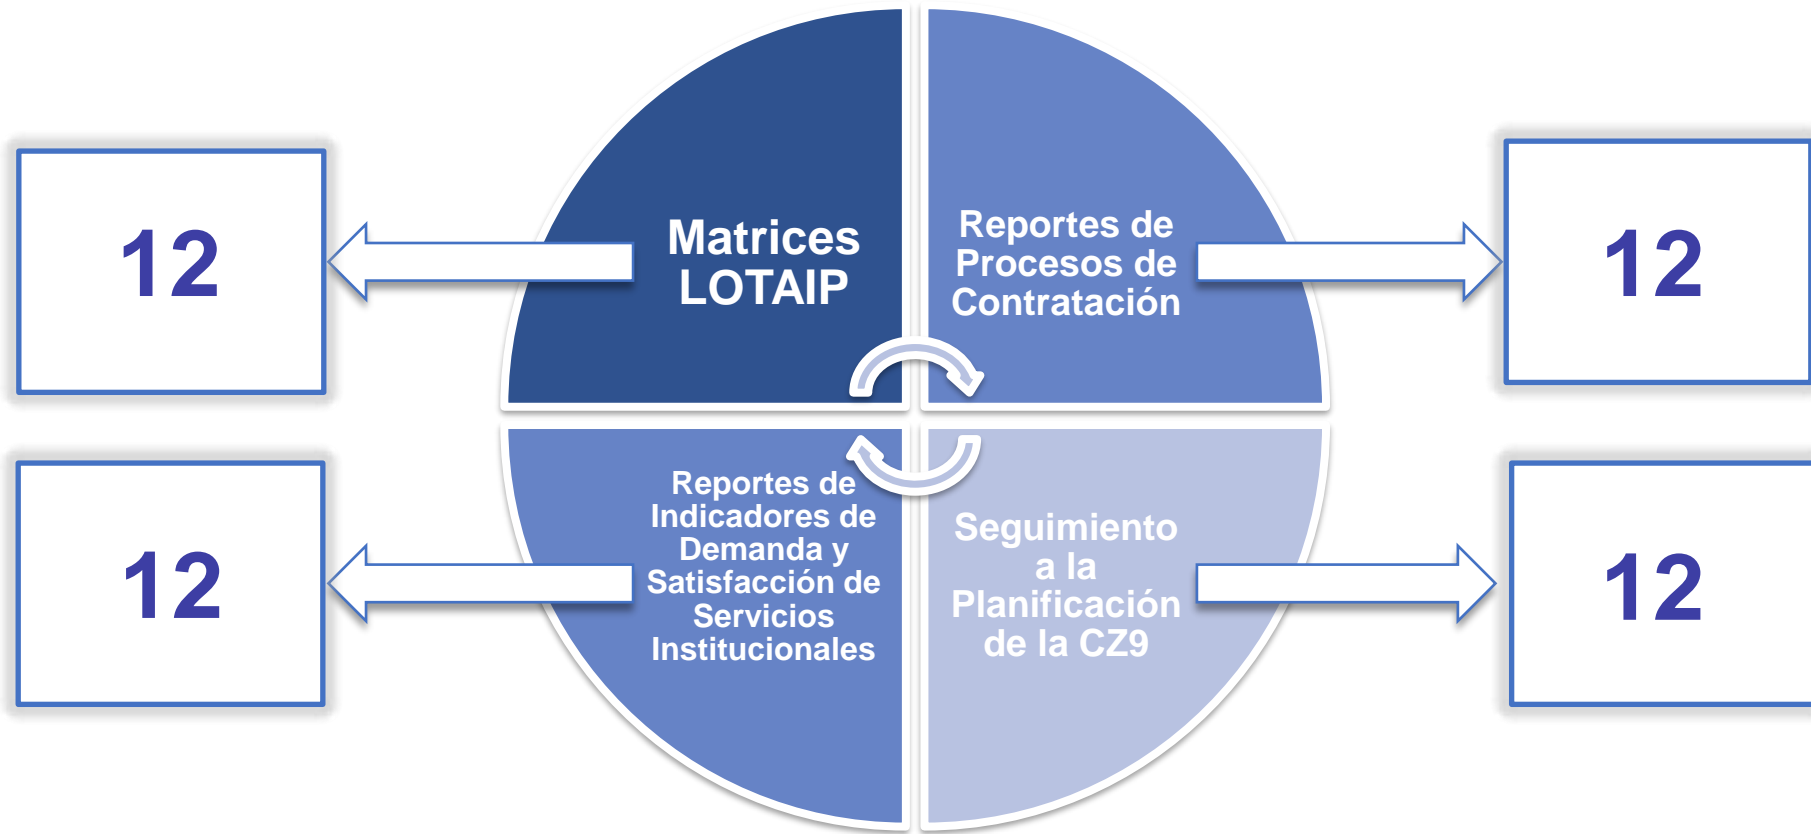 12
Matrices
LOTAIP
Reportes de
Procesos de
Contratación
12
12
Reportes de
Indicadores de
Demanda y
Satisfacción de
Servicios
Institucionales
Seguimiento
a la
Planificación
de la CZ9
12